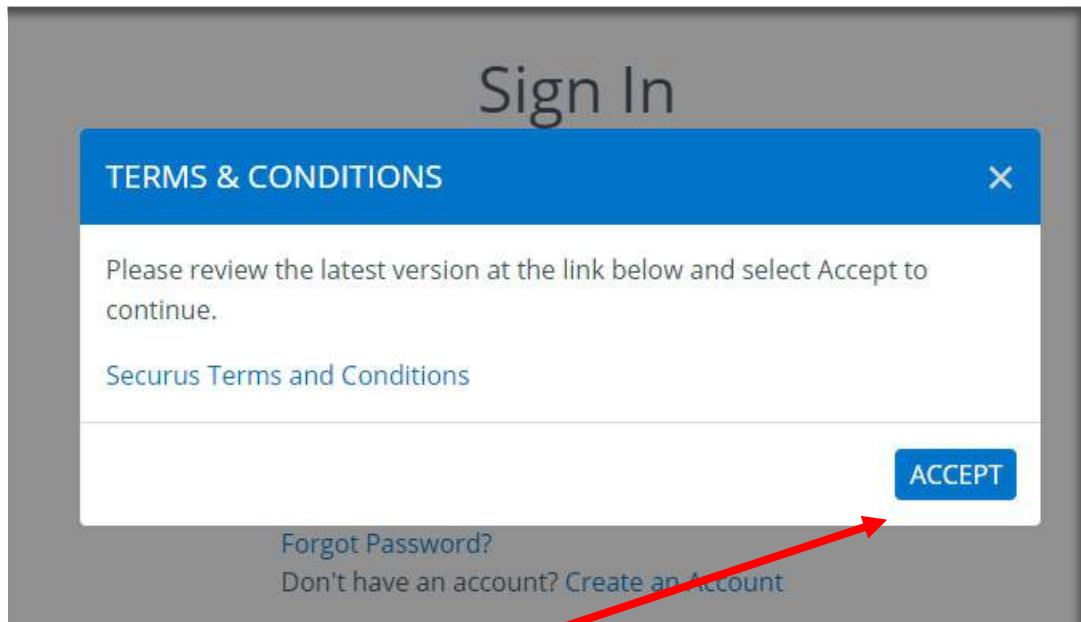 Sign In
TERMS & CONDITIONS
Please review the latest version at the link below and select Accept to
continue.
Securus Terms and Conditions
ACCEPT
Forgot Password?
Don't have an account? Create an Account